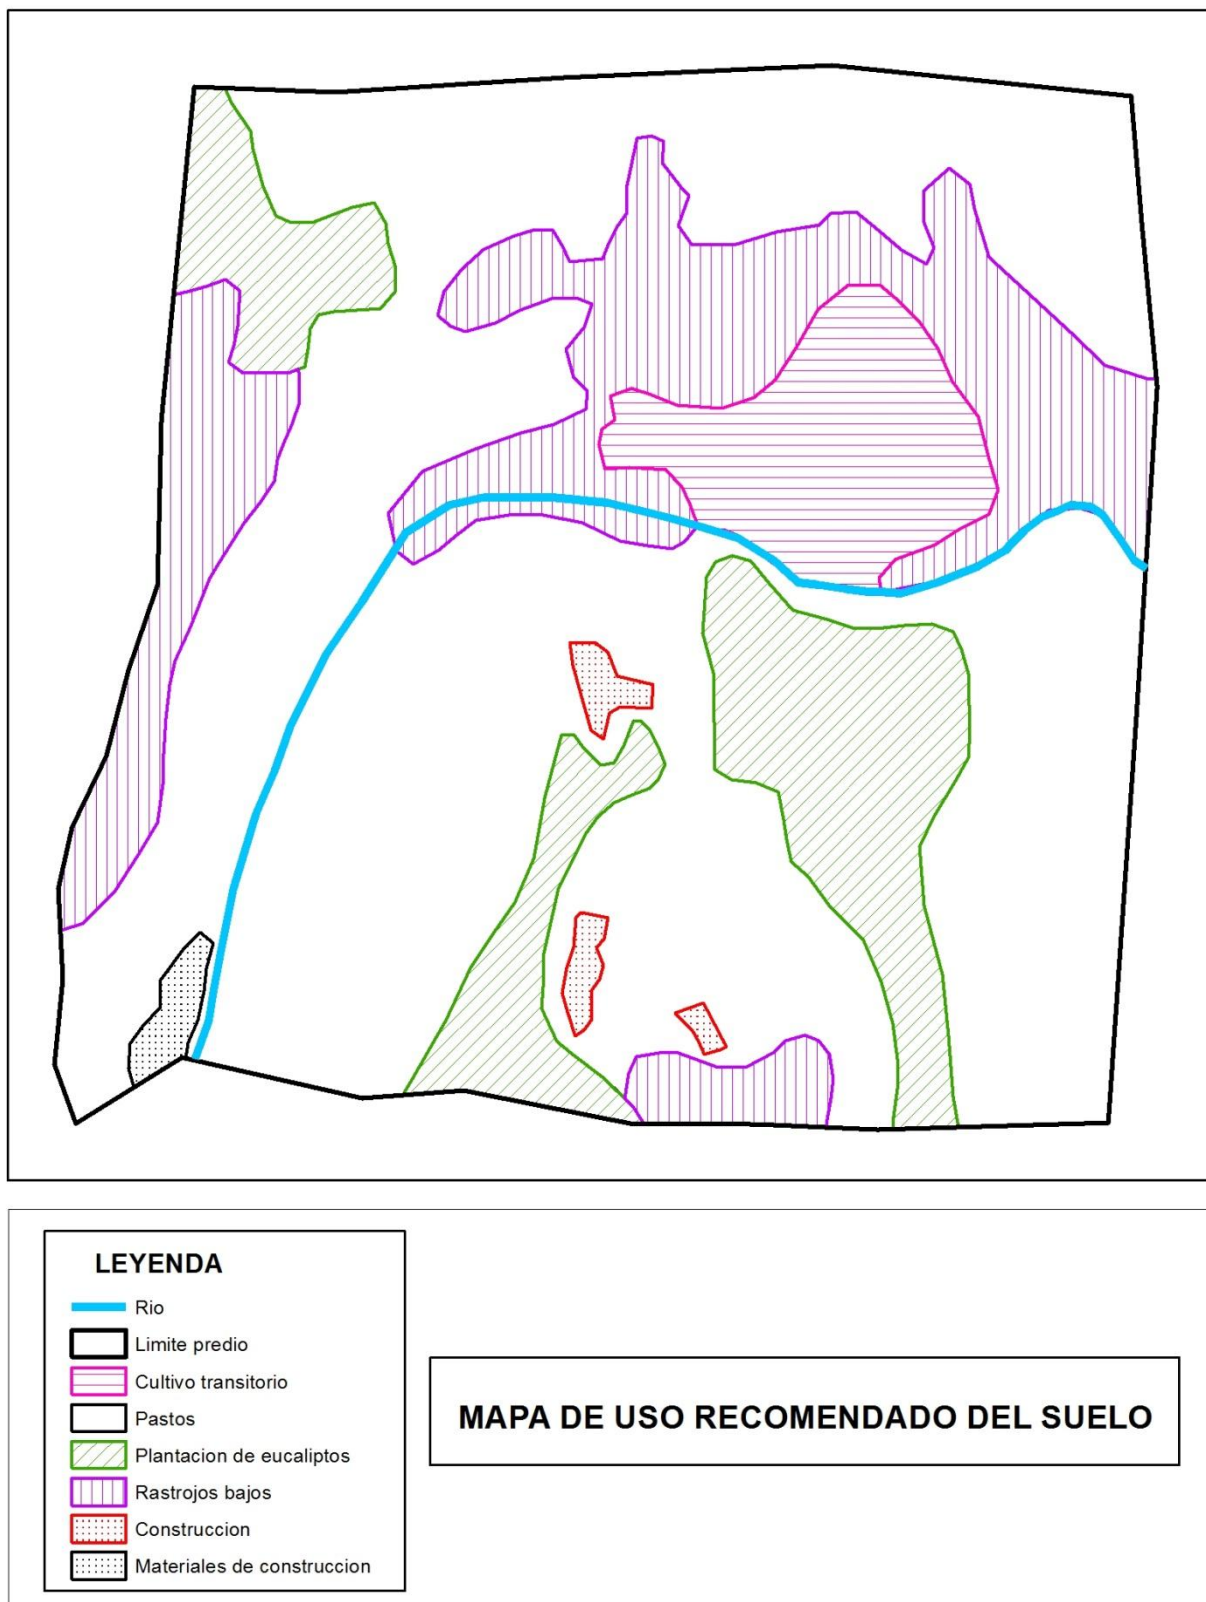 LEYENDA
Rio
Limite predio
Cultivo transitorio
Pastos
Plantacion de eucaliptos
Rastrojos bajos
Construccion
Materiales de construccion
MAPA DE USO RECOMENDADO DEL SUELO